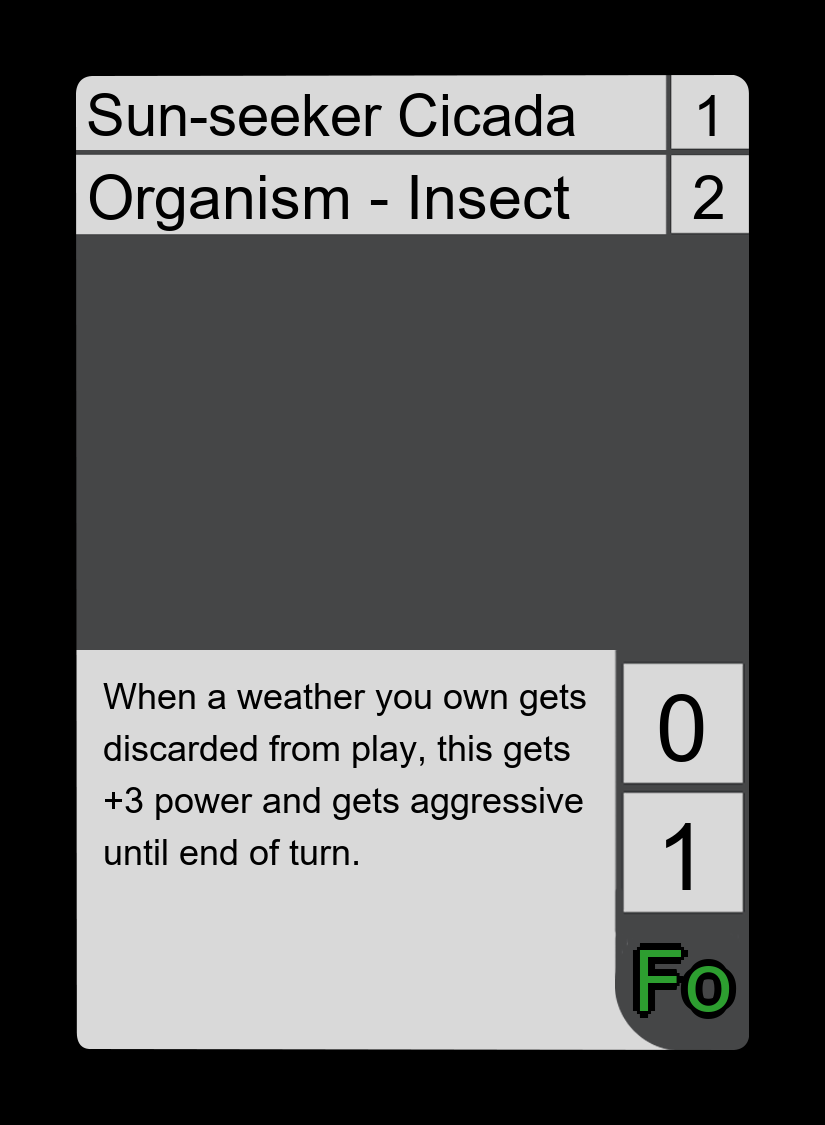 Sun-seeker Cicada 1
Organism - Insect 2
When a weather you own gets
discarded from play, this gets
+3 power and gets aggressive
until end of turn.
0
1
Fo